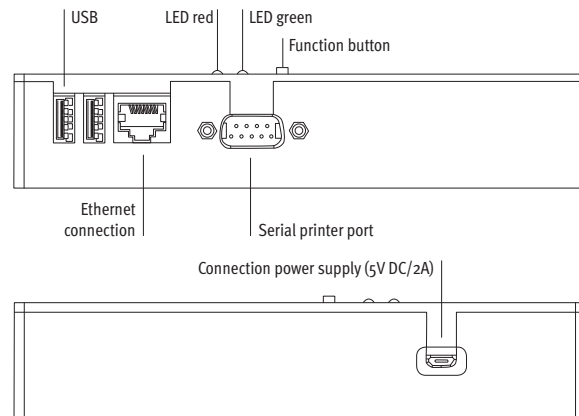 USB
LED red
LED green
Function button
Ethernet
connection
Serial printer port
Connection power supply (5V DC/2A)